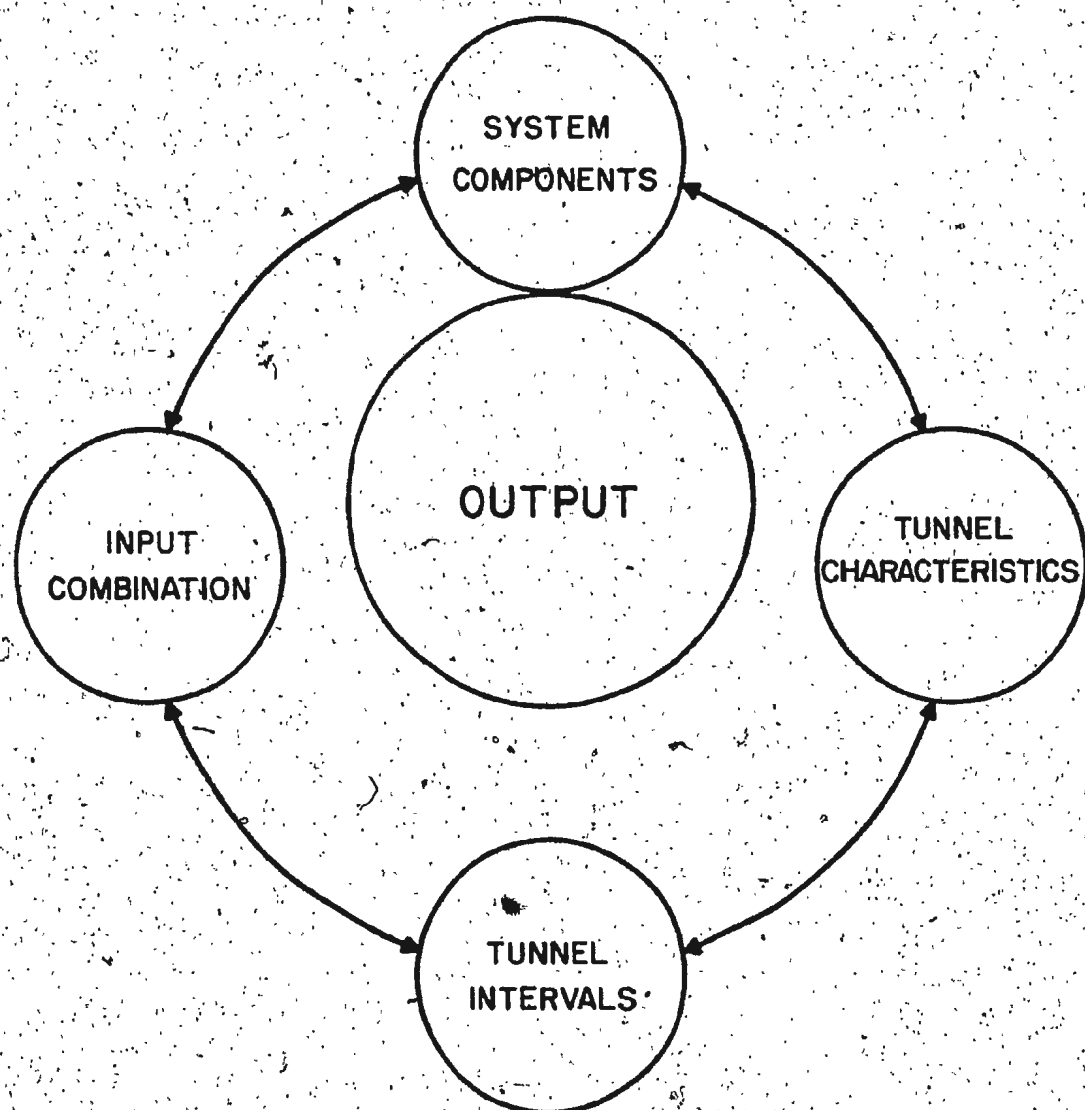 SYSTEM
COMPONENTS
INPUT
COMBINATION
OUTPUT
TUNNEL
CHARACTERISTICS
TUNNEL
INTERVALS